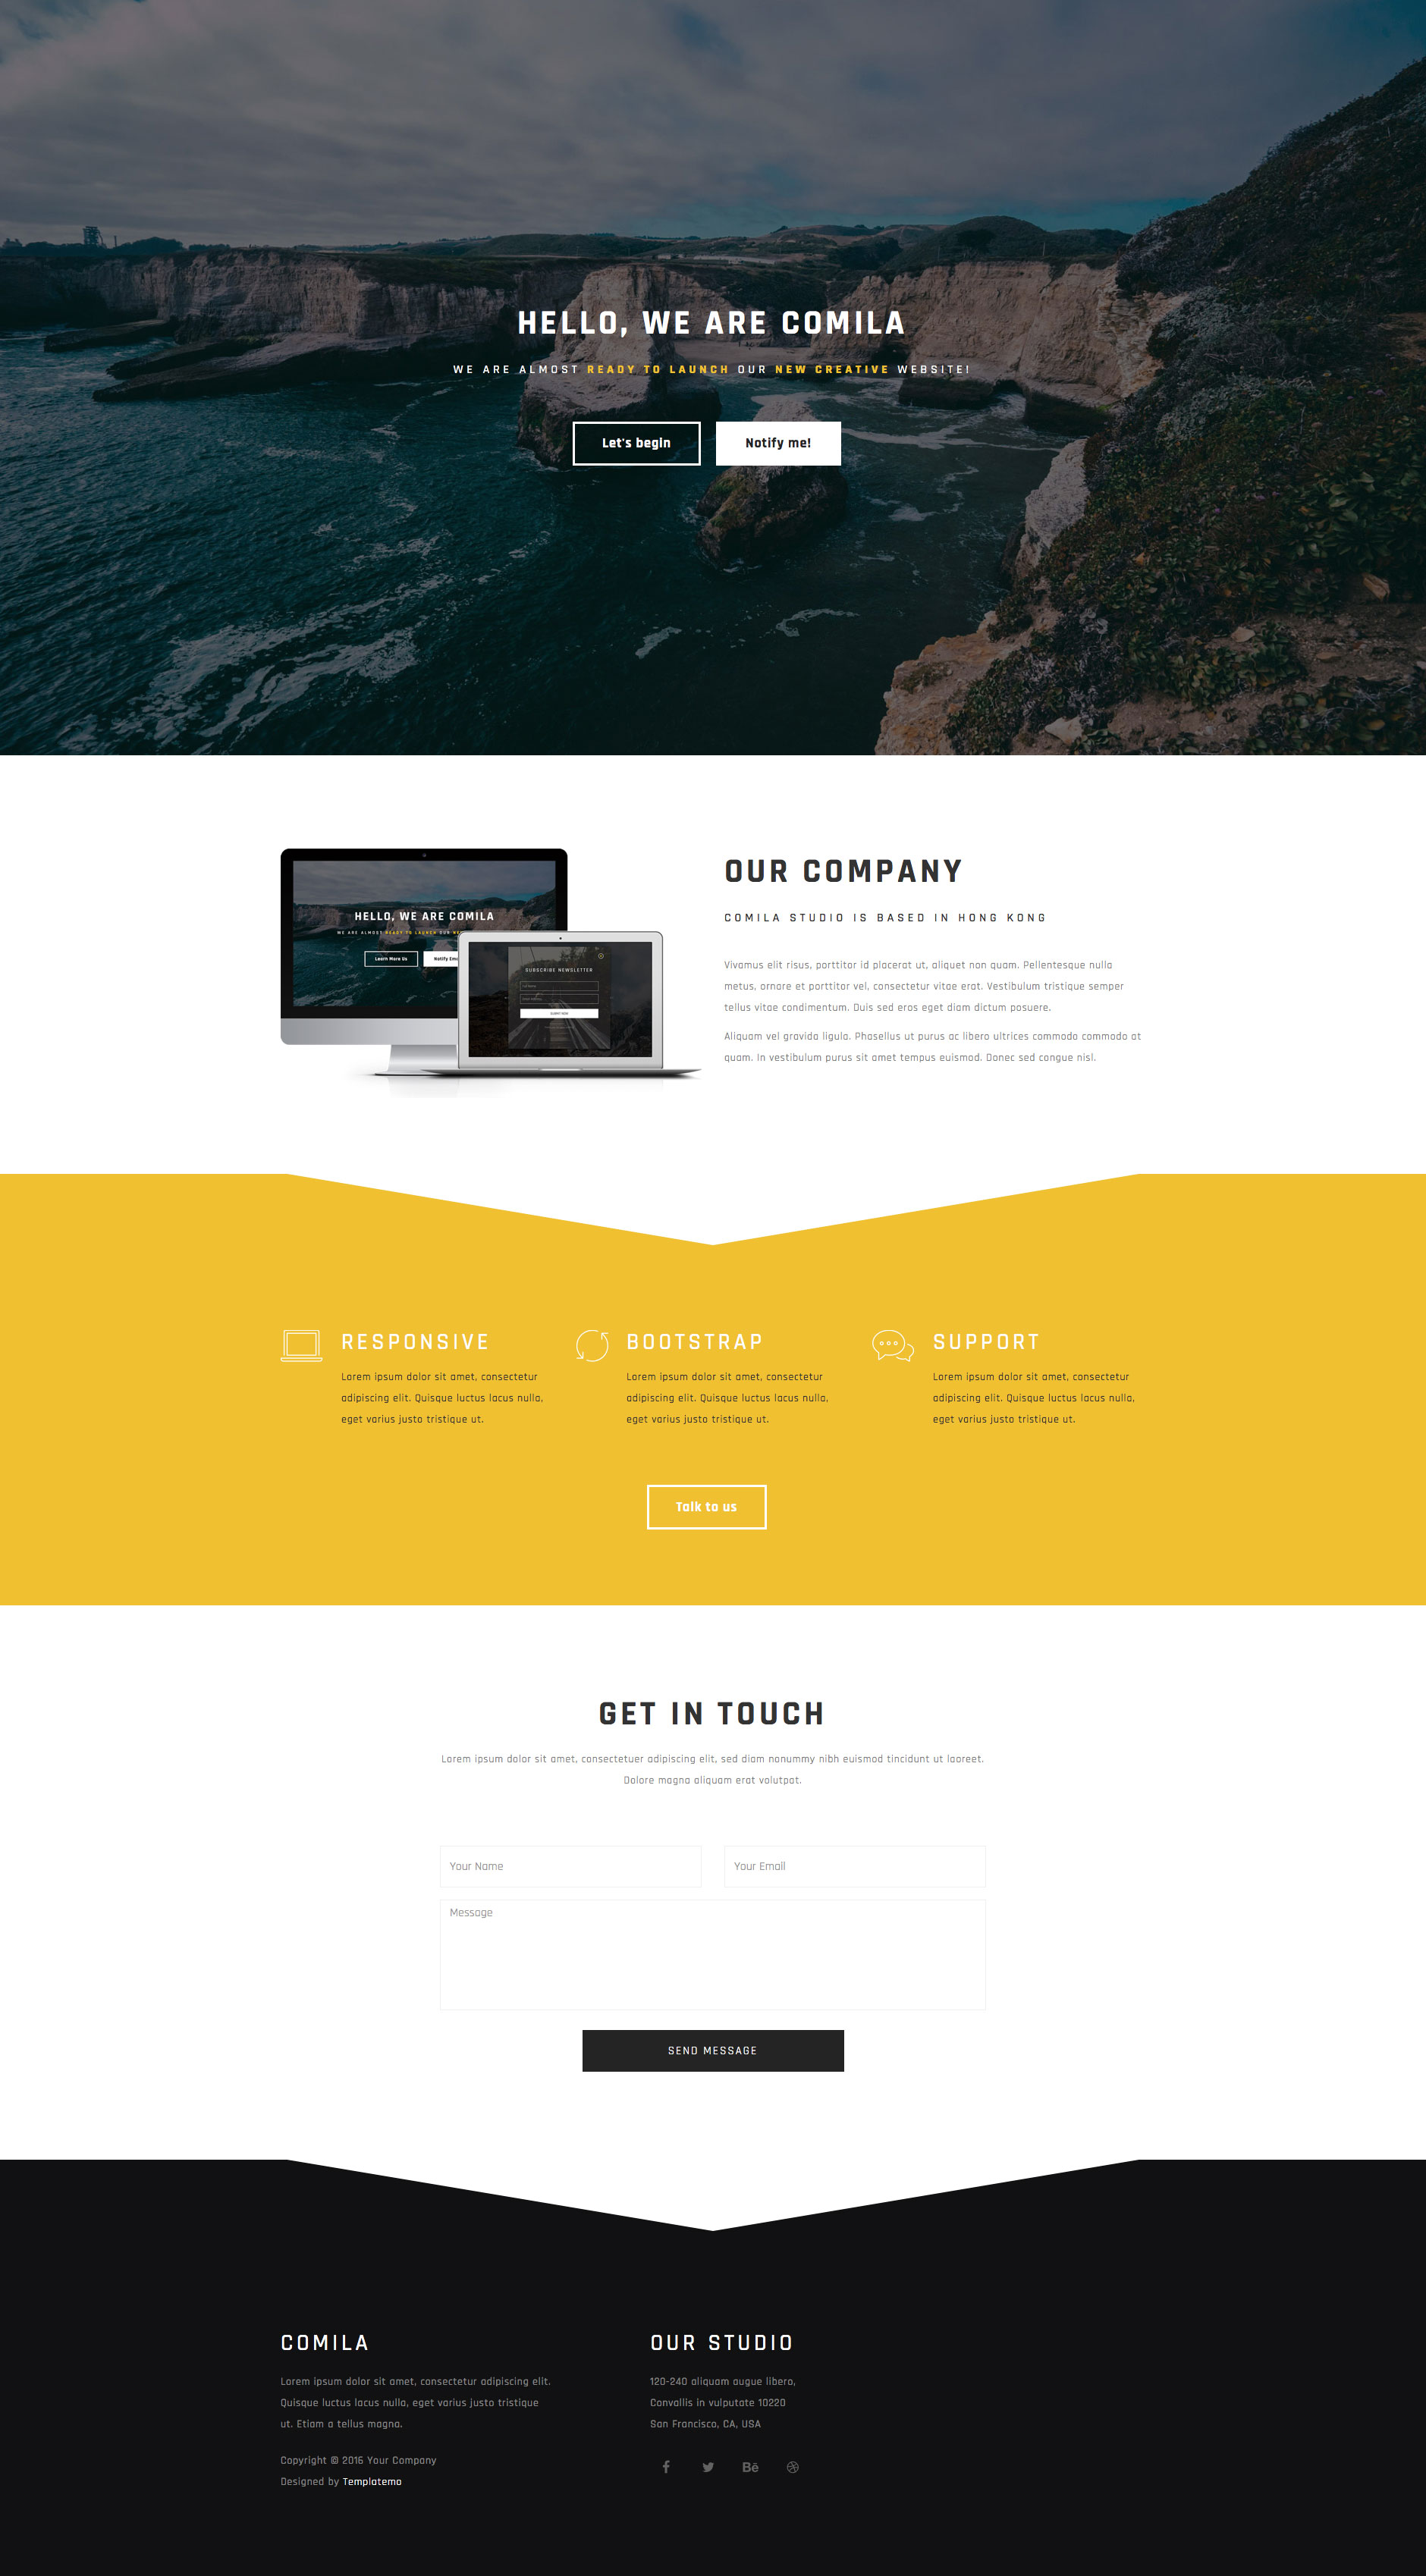 HELLO, WE ARE COMILA
WE ARE ALMOST READY TO LAUNCH OUR NEW CREATIVE WEBSITE!
Let's begin
Notify me!
HELLO, WE ARE COMILA
WE ARE ALMOST READY TO LAUNCH OUR
Learn More Us
Notify
SUBSCRIBE NEWSLETTER
OUR COMPANY
COMILA STUDIO IS BASED IN HONG KONG
Vivamus elit risus, porttitor id placerat ut, aliquet non quam. Pellentesque nulla
metus, ornare et porttitor vel, consectetur vitae erat. Vestibulum tristique semper
tellus vitae condimentum. Duis sed eros eget diam dictum posuere.
Aliquam vel gravida ligula. Phasellus ut purus ac libero ultrices commodo commodo at
quam. In vestibulum purus sit amet tempus euismod. Donec sed congue nisl.
RESPONSIVE
Lorem ipsum dolor sit amet, consectetur
adipiscing elit. Quisque luctus lacus nulla,
eget varius justo tristique ut.
BOOTSTRAP
Lorem ipsum dolor sit amet, consectetur
adipiscing elit. Quisque luctus lacus nulla,
eget varius justo tristique ut.
SUPPORT
Lorem ipsum dolor sit amet, consectetur
adipiscing elit. Quisque luctus lacus nulla,
eget varius justo tristique ut.
Talk to us
GET IN TOUCH
Lorem ipsum dolor sit amet, consectetuer adipiscing elit, sed diam nonummy nibh euismod tincidunt ut laoreet.
Dolore magna aliquam erat volutpat.
Your Name
Your Email
Message
SEND MESSAGE
COMILA
Lorem ipsum dolor sit amet, consectetur adipiscing elit.
Quisque luctus lacus nulla, eget varius justo tristique
ut. Etiam a tellus magna.
Copyright © 2016 Your Company
Designed by Templatemo
OUR STUDIO
120-240 aliquam augue libero,
Convallis in vulputate 10220
San Francisco, CA, USA
Bē